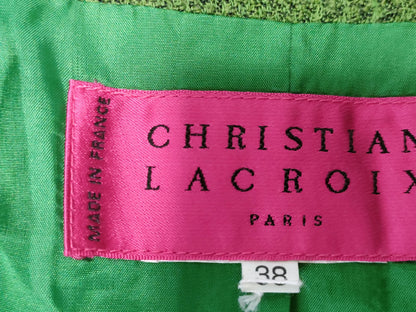 MADE IN FRANCE
CHRISTIAN
LACROIX
PARIS
38